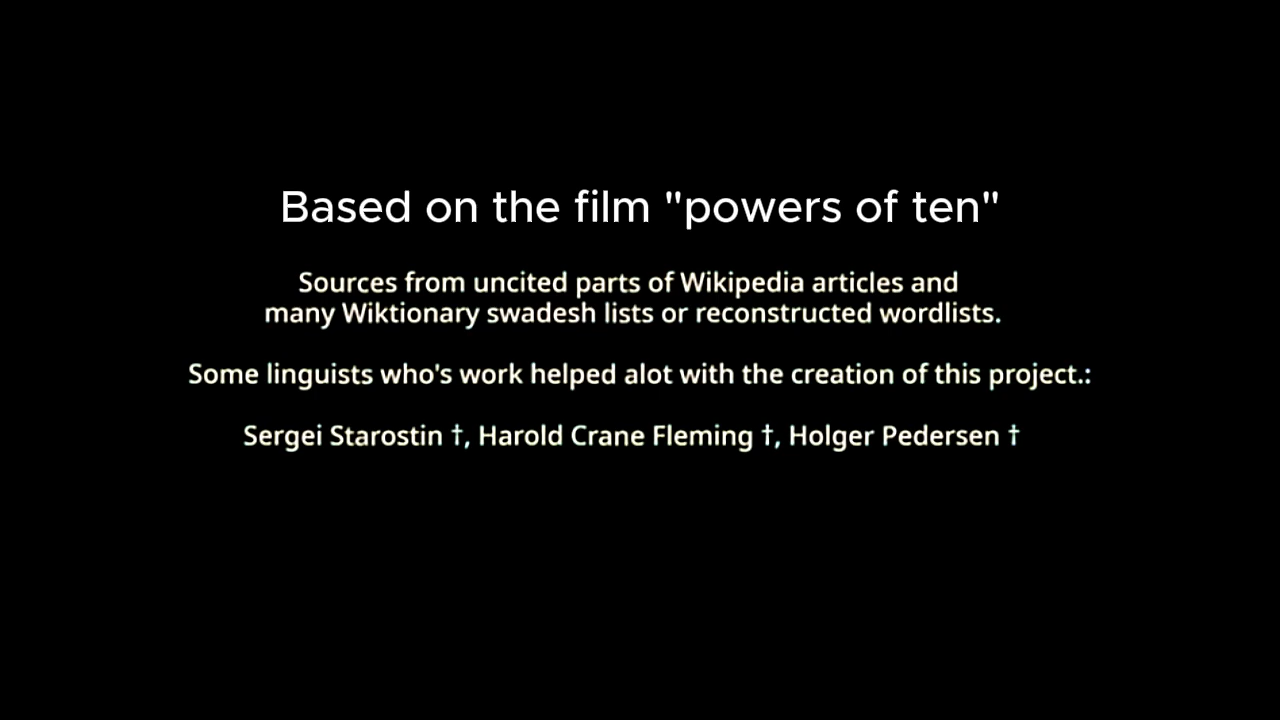 Based on the film "powers of ten"
Sources from uncited parts of Wikipedia articles and
many Wiktionary swadesh lists or reconstructed wordlists.
Some linguists who's work helped alot with the creation of this project.:
Sergei Starostin †, Harold Crane Fleming †, Holger Pedersen †